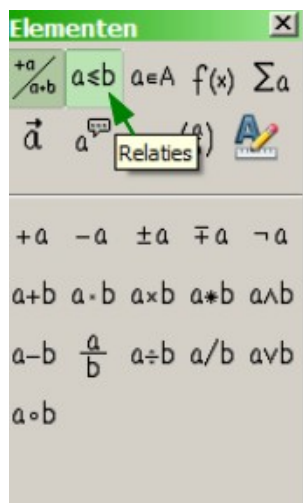 Elementen
+a/a+b a≤b a∈A f(x) Σa
a⃗ a Relaties
+a −a ±a ∓a ¬a
a+b a·b a×b a∗b a∧b
a−b a/b a÷b a/b a∨b
a∘b